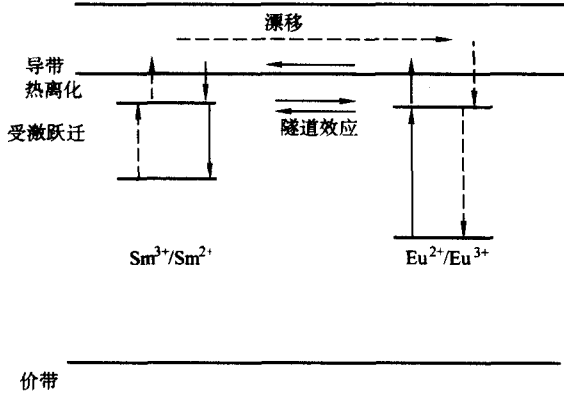 漂移
导带
热离化
受激跃迁
隧道效应
Sm³⁺/Sm²⁺
Eu²⁺/Eu³⁺
价带